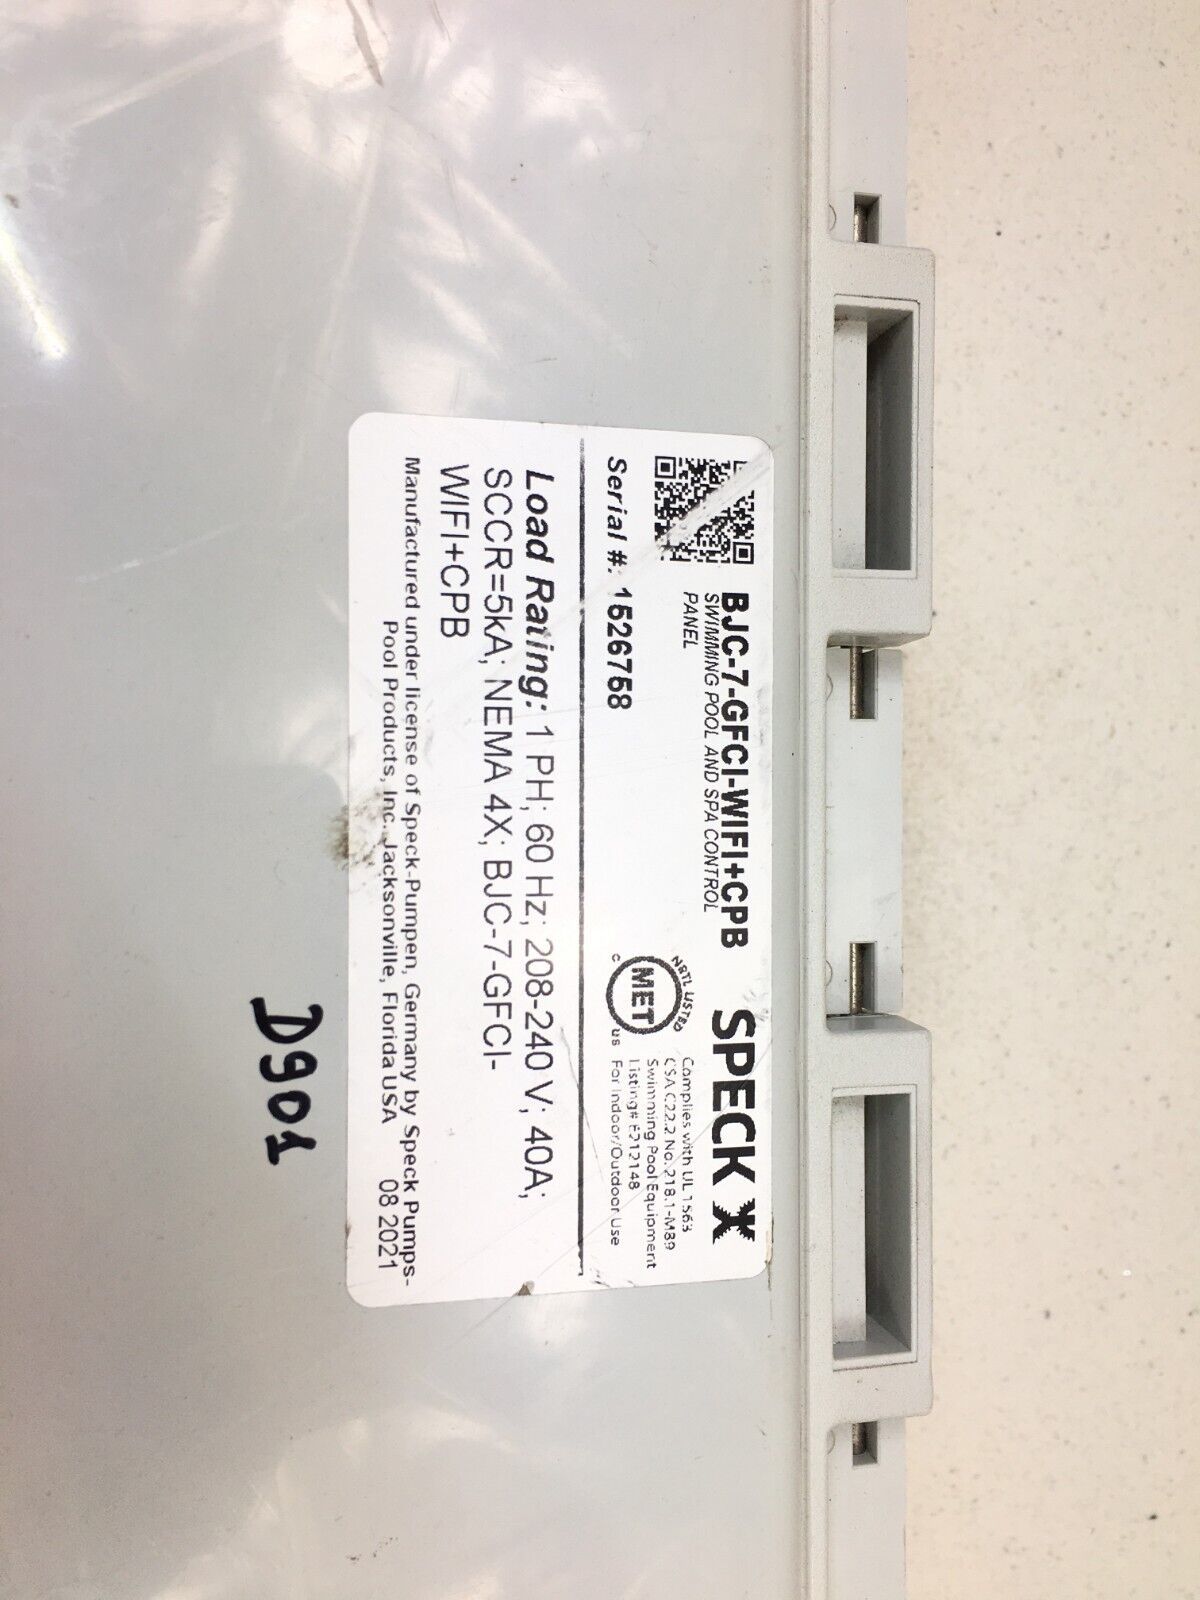 BJC-7-GFCI-WIFI+CPB
SWIMMING POOL AND SPA CONTROL
PANEL
SPECK
Serial #: 1526758
NRTL LISTED
MET
C US
Complies with UL 1563
CSA C22.2 No. 218.1-M89
Swimming Pool Equipment
Listing# E212148
For Indoor/Outdoor Use
Load Rating: 1 PH; 60 Hz; 208-240 V; 40A;
SCCR=5kA; NEMA 4X; BJC-7-GFCI-
WIFI+CPB
Manufactured under license of Speck-Pumpen, Germany by Speck Pumps-
Pool Products, Inc. Jacksonville, Florida USA
08 2021
D901